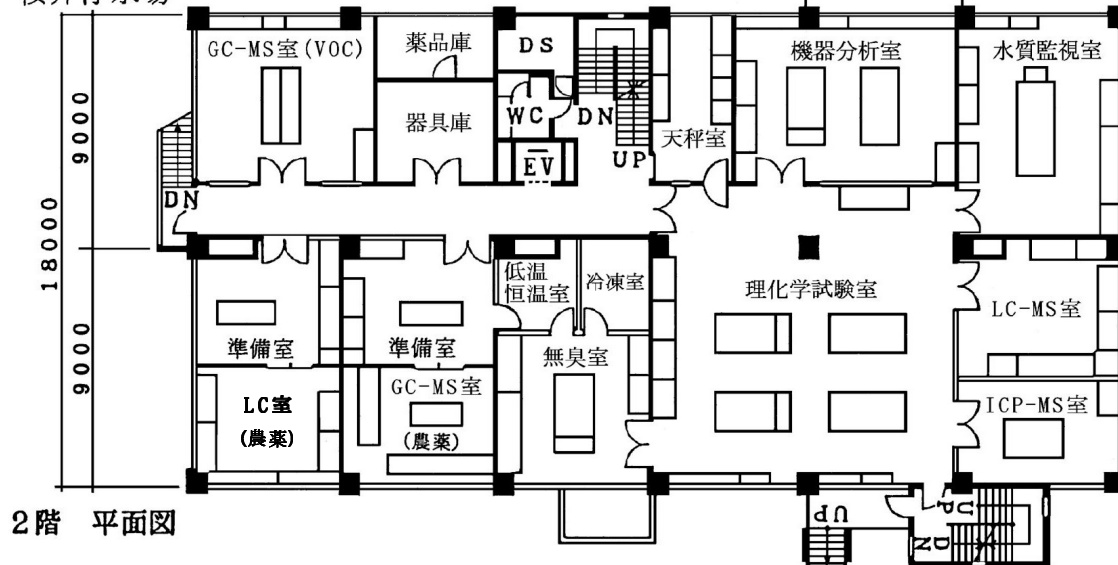 GC-MS室(VOC)
薬品庫
DS
機器分析室
水質監視室
器具庫
WC
DN
天秤室
UP
EV
DN
9000
18000
9000
低温
恒温室
冷凍室
理化学試験室
LC-MS室
準備室
準備室
無臭室
GC-MS室
(農薬)
LC室
(農薬)
ICP-MS室
UP
UP
DN
2階 平面図